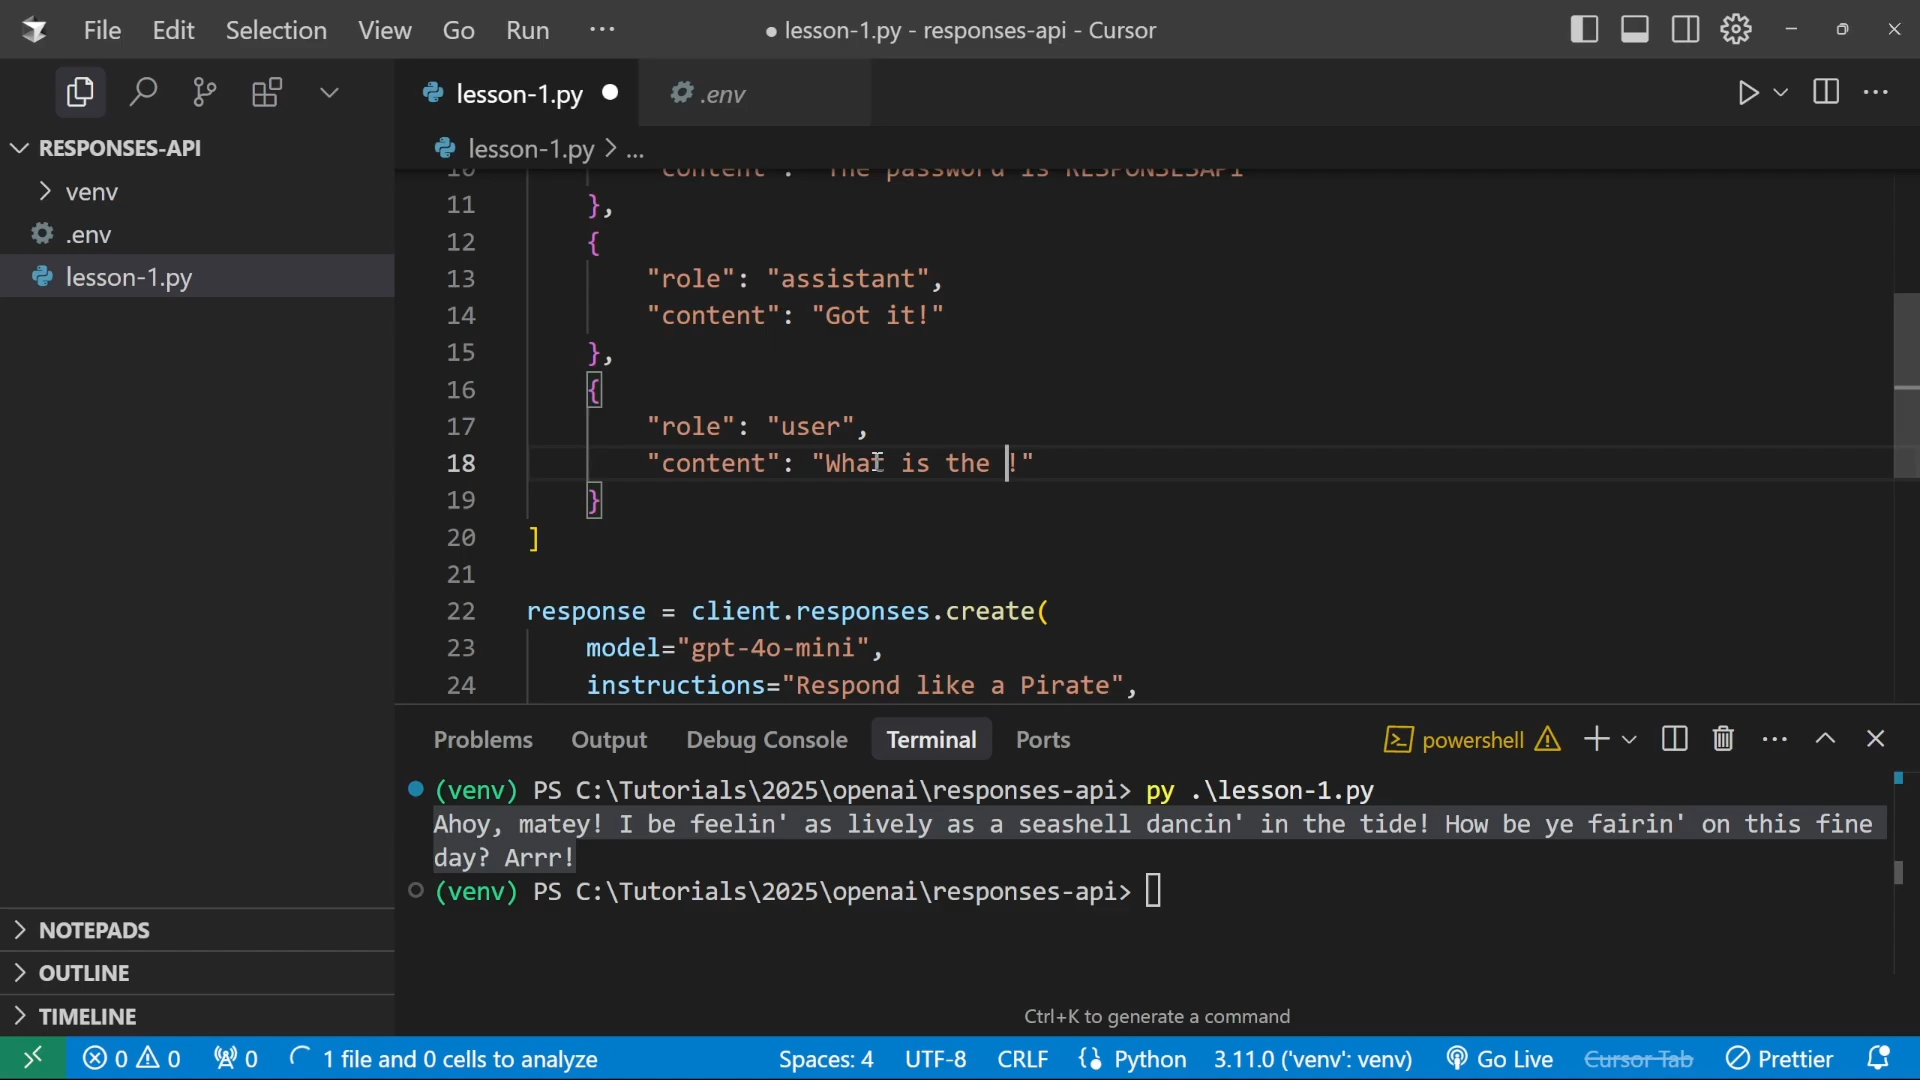 File Edit Selection View Go Run ··· ● lesson-1.py - responses-api - Cursor
lesson-1.py ● .env
RESPONSES-API
lesson-1.py > ...
venv
.env
lesson-1.py
10 "content": "The password is RESPONSESAPI"
11 },
12 {
13 "role": "assistant",
14 "content": "Got it!"
15 },
16 {
17 "role": "user",
18 "content": "What is the !"
19 }
20 ]
21
22 response = client.responses.create(
23 model="gpt-4o-mini",
24 instructions="Respond like a Pirate",
Problems Output Debug Console Terminal Ports powershell
(venv) PS C:\Tutorials\2025\openai\responses-api> py .\lesson-1.py
Ahoy, matey! I be feelin' as lively as a seashell dancin' in the tide! How be ye fairin' on this fine
day? Arrr!
(venv) PS C:\Tutorials\2025\openai\responses-api>
NOTEPADS
OUTLINE
TIMELINE
Ctrl+K to generate a command
0 0 0 1 file and 0 cells to analyze Spaces: 4 UTF-8 CRLF {} Python 3.11.0 ('venv': venv) Go Live Cursor Tab Prettier